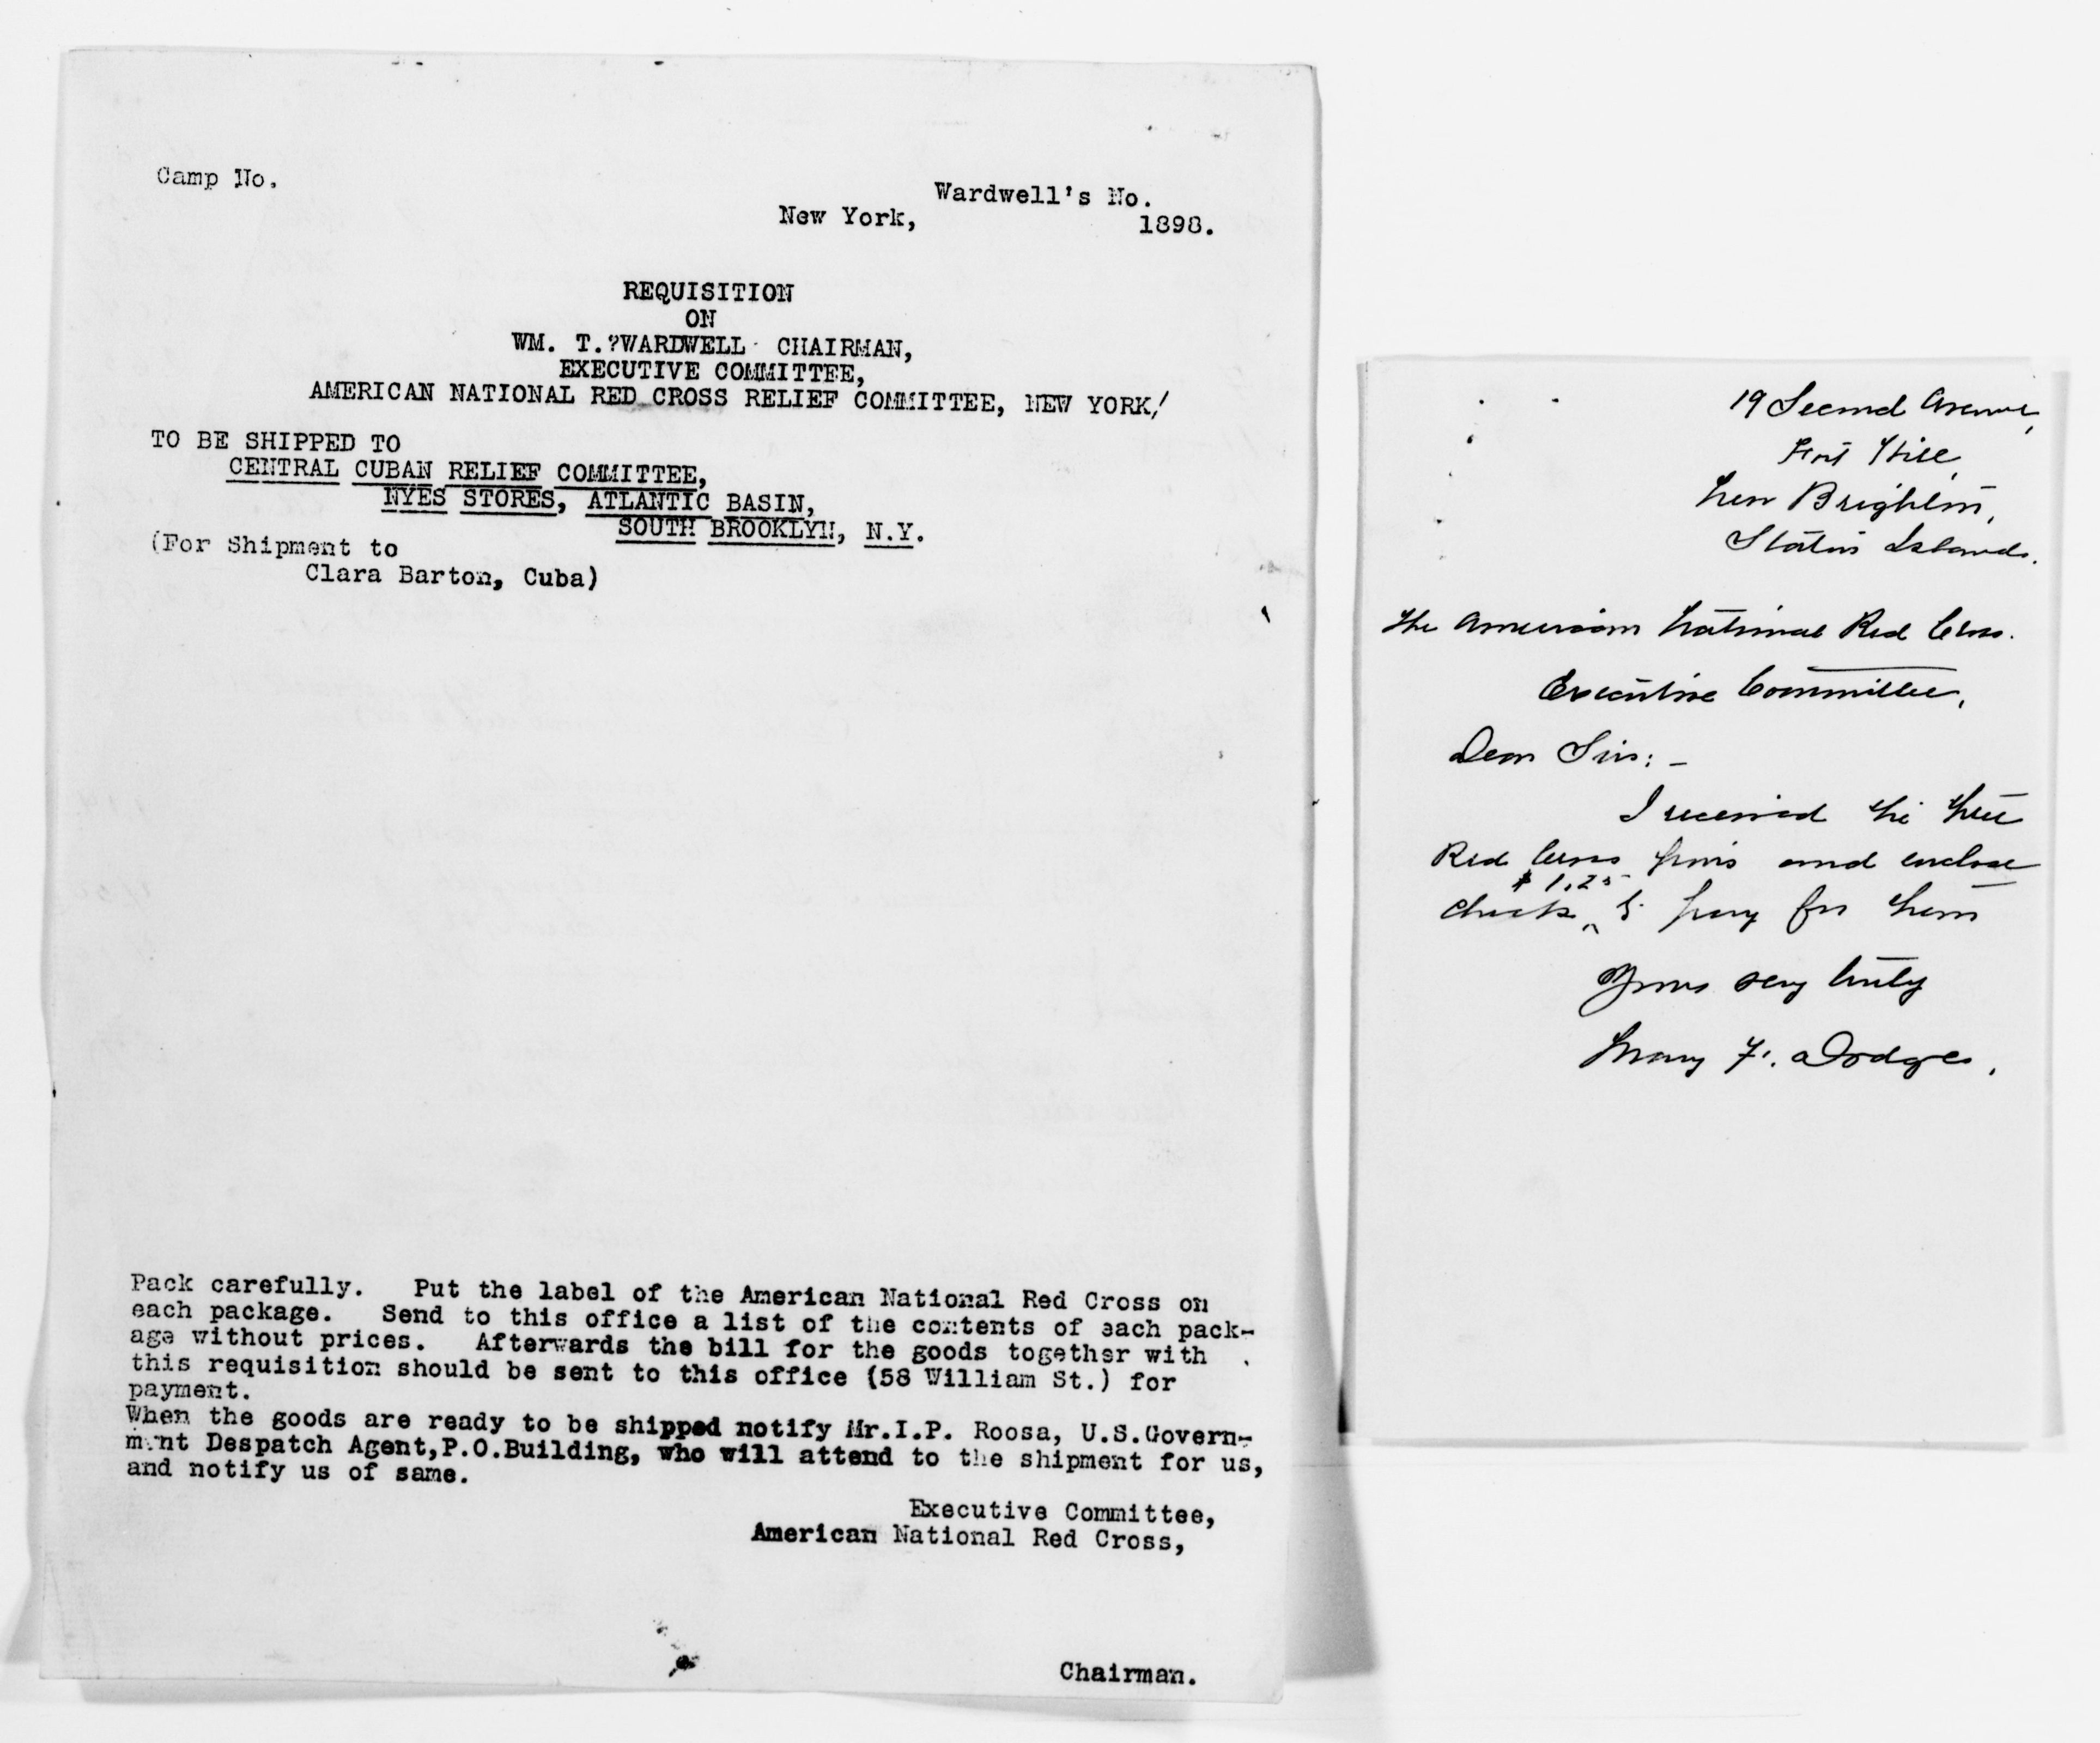 Camp No.
Wardwell's No.
New York, 1898.
REQUISITION
ON
WM. T.?WARDWELL CHAIRMAN,
EXECUTIVE COMMITTEE,
AMERICAN NATIONAL RED CROSS RELIEF COMMITTEE, NEW YORK/
TO BE SHIPPED TO
CENTRAL CUBAN RELIEF COMMITTEE,
NYES STORES, ATLANTIC BASIN,
SOUTH BROOKLYN, N.Y.
(For Shipment to
Clara Barton, Cuba)
Pack carefully. Put the label of the American National Red Cross on
each package. Send to this office a list of the contents of each pack-
age without prices. Afterwards the bill for the goods together with
this requisition should be sent to this office (58 William St.) for
payment.
When the goods are ready to be shipped notify Mr.I.P. Roosa, U.S.Govern-
ment Despatch Agent,P.O.Building, who will attend to the shipment for us,
and notify us of same.
Executive Committee,
American National Red Cross,
Chairman.
19 Second Avenue,
Fort Hill,
New Brighton,
Staten Island.
The American National Red Cross.
Executive Committee,
Dear Sirs:-
I received the three
Red Cross pins and enclose
$1.25
check to pay for them
Yours very truly
Mary F. Dodge.